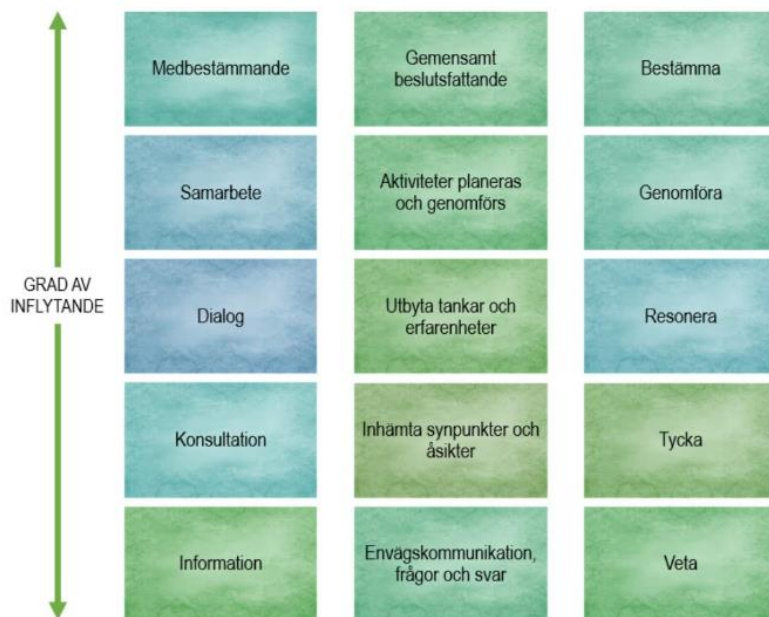 Medbestämmande
Gemensamt
beslutsfattande
Bestämma
Samarbete
Aktiviteter planeras
och genomförs
Genomföra
GRAD AV
INFLYTANDE
Dialog
Utbyta tankar och
erfarenheter
Resonera
Konsultation
Inhämta synpunkter och
åsikter
Tycka
Information
Envägskommunikation,
frågor och svar
Veta